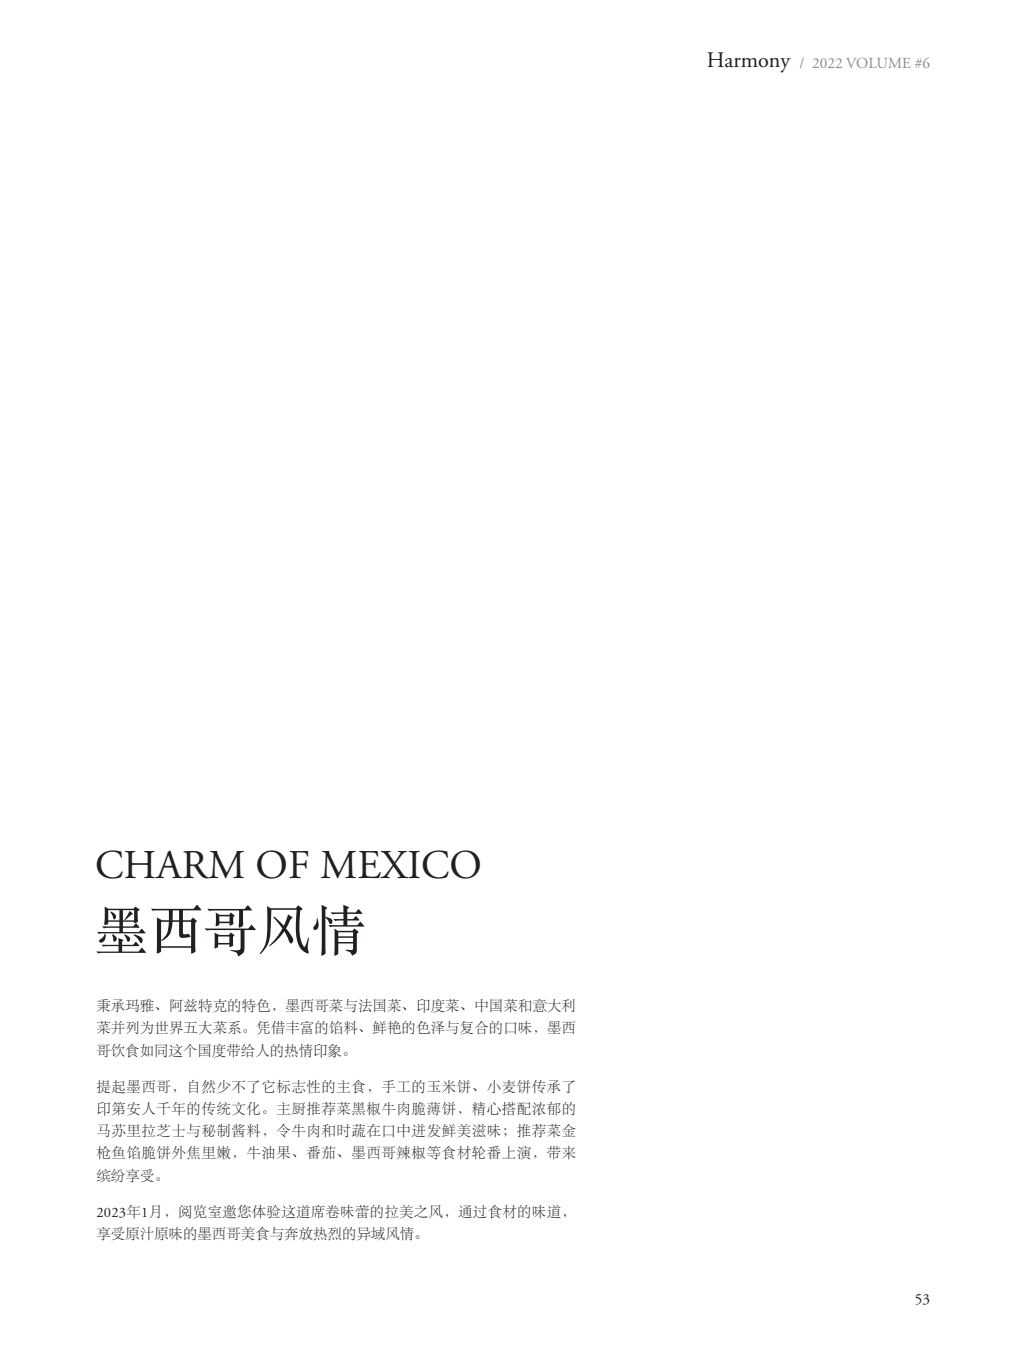 Harmony / 2022 VOLUME #6
CHARM OF MEXICO
墨西哥风情
秉承玛雅、阿兹特克的特色，墨西哥菜与法国菜、印度菜、中国菜和意大利
菜并列为世界五大菜系。凭借丰富的馅料、鲜艳的色泽与复合的口味，墨西
哥饮食如同这个国度带给人的热情印象。
提起墨西哥，自然少不了它标志性的主食，手工的玉米饼、小麦饼传承了
印第安人千年的传统文化。主厨推荐菜黑椒牛肉脆薄饼，精心搭配浓郁的
马苏里拉芝士与秘制酱料，令牛肉和时蔬在口中迸发鲜美滋味；推荐菜金
枪鱼馅脆饼外焦里嫩，牛油果、番茄、墨西哥辣椒等食材轮番上演，带来
缤纷享受。
2023年1月，阅览室邀您体验这道席卷味蕾的拉美之风，通过食材的味道，
享受原汁原味的墨西哥美食与奔放热烈的异域风情。
53